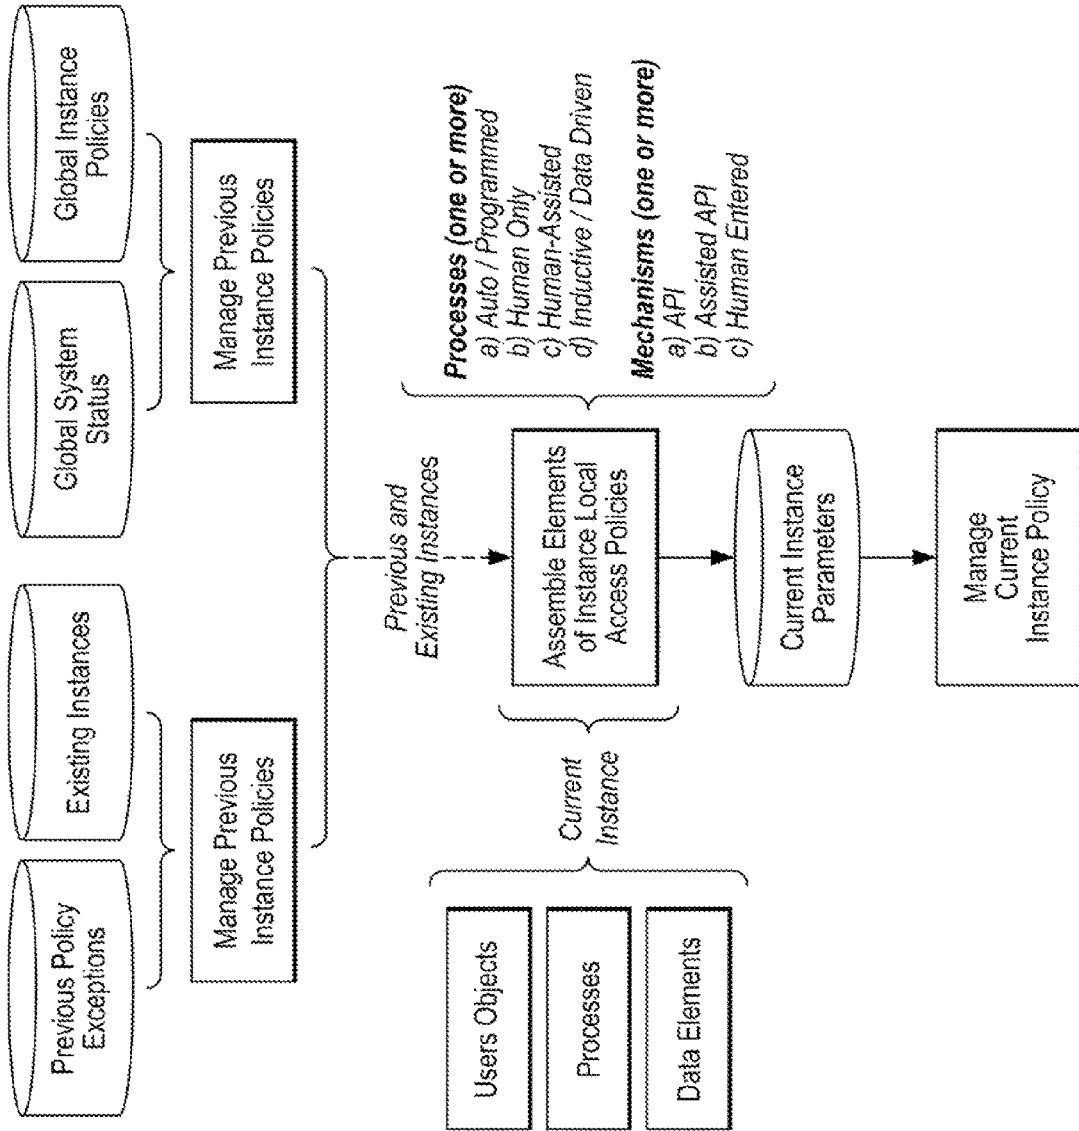 Previous Policy
Exceptions
Existing Instances
Global System
Status
Global Instance
Policies
Manage Previous
Instance Policies
Manage Previous
Instance Policies
Previous and
Existing Instances
Users Objects
Processes
Data Elements
Current
Instance
Assemble Elements
of Instance Local
Access Policies
Processes (one or more)
a) Auto / Programmed
b) Human Only
c) Human-Assisted
d) Inductive / Data Driven
Mechanisms (one or more)
a) API
b) Assisted API
c) Human Entered
Current Instance
Parameters
Manage
Current
Instance Policy